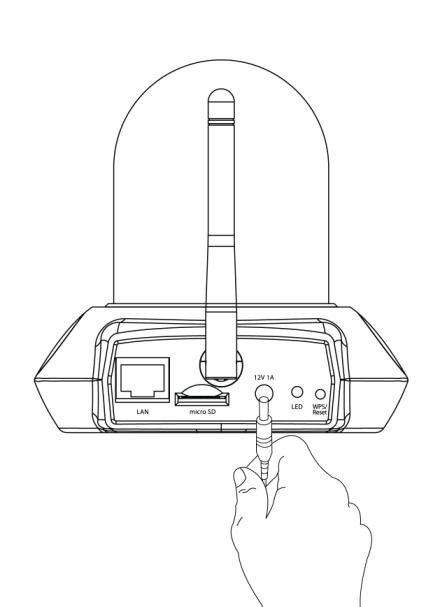 12V 1A
LAN
micro SD
LED
WPS/
Reset